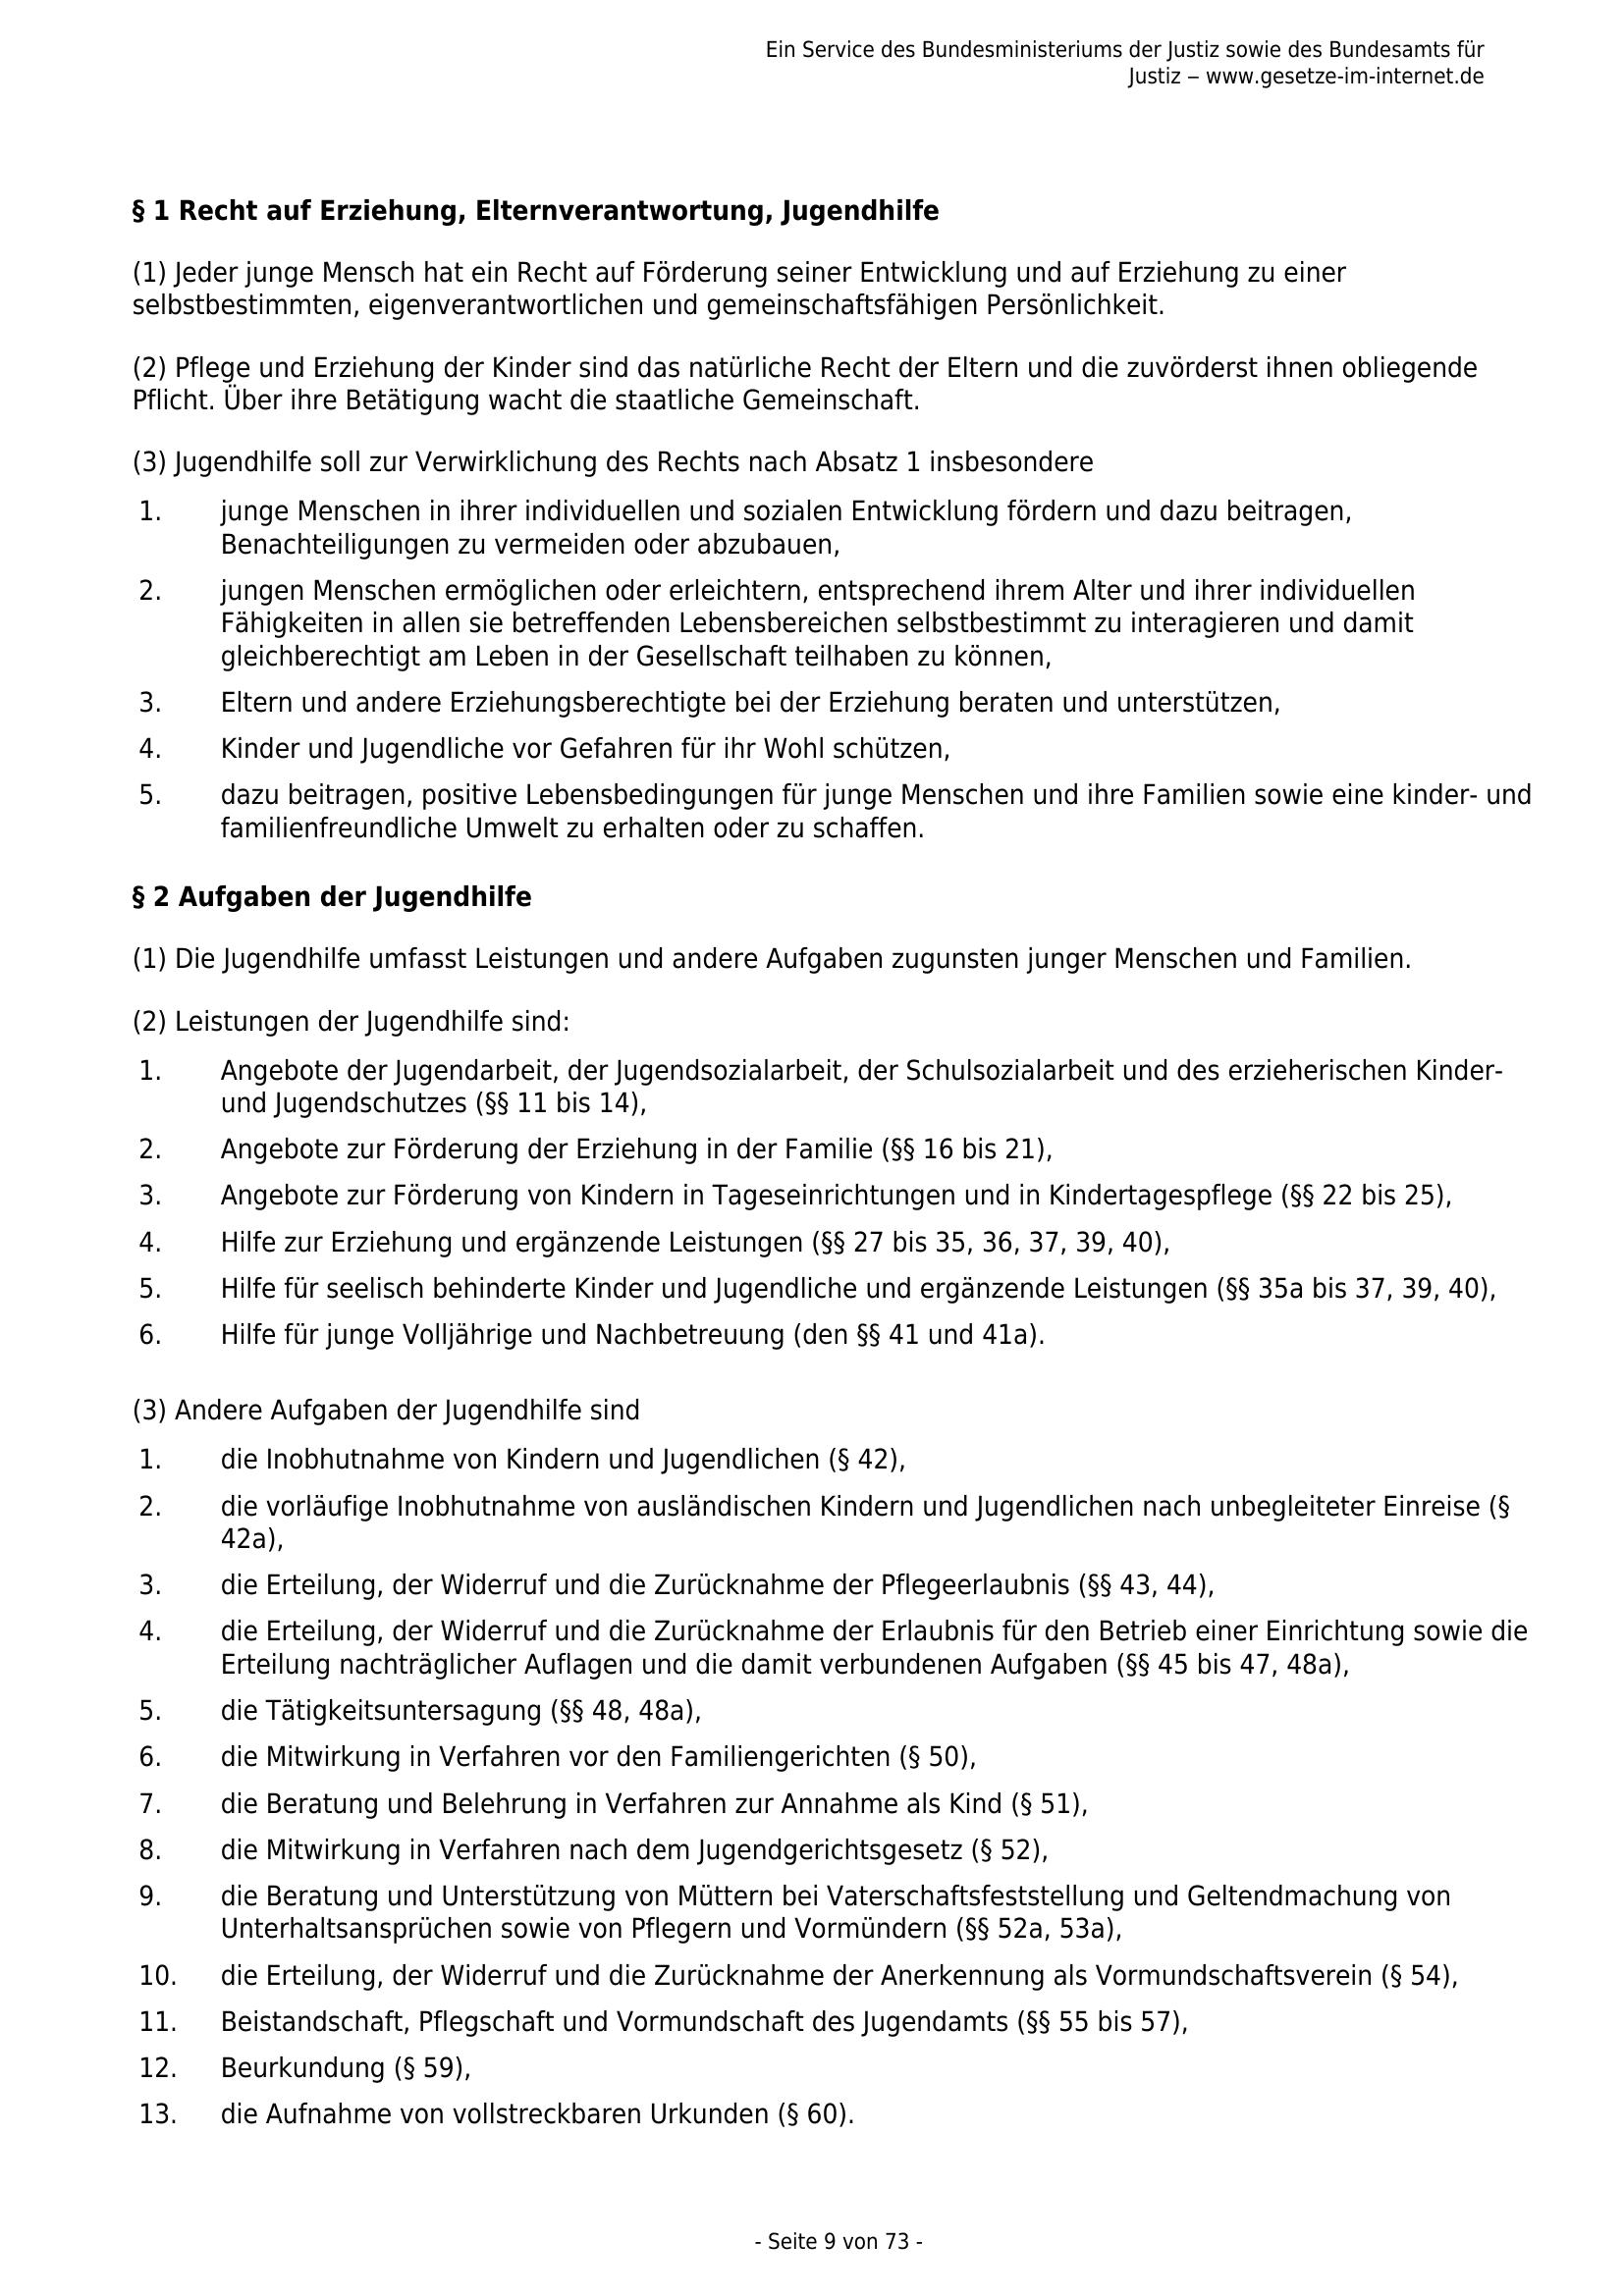 Ein Service des Bundesministeriums der Justiz sowie des Bundesamts für
Justiz ‒ www.gesetze-im-internet.de
§ 1 Recht auf Erziehung, Elternverantwortung, Jugendhilfe
(1) Jeder junge Mensch hat ein Recht auf Förderung seiner Entwicklung und auf Erziehung zu einer
selbstbestimmten, eigenverantwortlichen und gemeinschaftsfähigen Persönlichkeit.
(2) Pflege und Erziehung der Kinder sind das natürliche Recht der Eltern und die zuvörderst ihnen obliegende
Pflicht. Über ihre Betätigung wacht die staatliche Gemeinschaft.
(3) Jugendhilfe soll zur Verwirklichung des Rechts nach Absatz 1 insbesondere
1. junge Menschen in ihrer individuellen und sozialen Entwicklung fördern und dazu beitragen,
Benachteiligungen zu vermeiden oder abzubauen,
2. jungen Menschen ermöglichen oder erleichtern, entsprechend ihrem Alter und ihrer individuellen
Fähigkeiten in allen sie betreffenden Lebensbereichen selbstbestimmt zu interagieren und damit
gleichberechtigt am Leben in der Gesellschaft teilhaben zu können,
3. Eltern und andere Erziehungsberechtigte bei der Erziehung beraten und unterstützen,
4. Kinder und Jugendliche vor Gefahren für ihr Wohl schützen,
5. dazu beitragen, positive Lebensbedingungen für junge Menschen und ihre Familien sowie eine kinder- und
familienfreundliche Umwelt zu erhalten oder zu schaffen.
§ 2 Aufgaben der Jugendhilfe
(1) Die Jugendhilfe umfasst Leistungen und andere Aufgaben zugunsten junger Menschen und Familien.
(2) Leistungen der Jugendhilfe sind:
1. Angebote der Jugendarbeit, der Jugendsozialarbeit, der Schulsozialarbeit und des erzieherischen Kinder-
und Jugendschutzes (§§ 11 bis 14),
2. Angebote zur Förderung der Erziehung in der Familie (§§ 16 bis 21),
3. Angebote zur Förderung von Kindern in Tageseinrichtungen und in Kindertagespflege (§§ 22 bis 25),
4. Hilfe zur Erziehung und ergänzende Leistungen (§§ 27 bis 35, 36, 37, 39, 40),
5. Hilfe für seelisch behinderte Kinder und Jugendliche und ergänzende Leistungen (§§ 35a bis 37, 39, 40),
6. Hilfe für junge Volljährige und Nachbetreuung (den §§ 41 und 41a).
(3) Andere Aufgaben der Jugendhilfe sind
1. die Inobhutnahme von Kindern und Jugendlichen (§ 42),
2. die vorläufige Inobhutnahme von ausländischen Kindern und Jugendlichen nach unbegleiteter Einreise (§
42a),
3. die Erteilung, der Widerruf und die Zurücknahme der Pflegeerlaubnis (§§ 43, 44),
4. die Erteilung, der Widerruf und die Zurücknahme der Erlaubnis für den Betrieb einer Einrichtung sowie die
Erteilung nachträglicher Auflagen und die damit verbundenen Aufgaben (§§ 45 bis 47, 48a),
5. die Tätigkeitsuntersagung (§§ 48, 48a),
6. die Mitwirkung in Verfahren vor den Familiengerichten (§ 50),
7. die Beratung und Belehrung in Verfahren zur Annahme als Kind (§ 51),
8. die Mitwirkung in Verfahren nach dem Jugendgerichtsgesetz (§ 52),
9. die Beratung und Unterstützung von Müttern bei Vaterschaftsfeststellung und Geltendmachung von
Unterhaltsansprüchen sowie von Pflegern und Vormündern (§§ 52a, 53a),
10. die Erteilung, der Widerruf und die Zurücknahme der Anerkennung als Vormundschaftsverein (§ 54),
11. Beistandschaft, Pflegschaft und Vormundschaft des Jugendamts (§§ 55 bis 57),
12. Beurkundung (§ 59),
13. die Aufnahme von vollstreckbaren Urkunden (§ 60).
- Seite 9 von 73 -